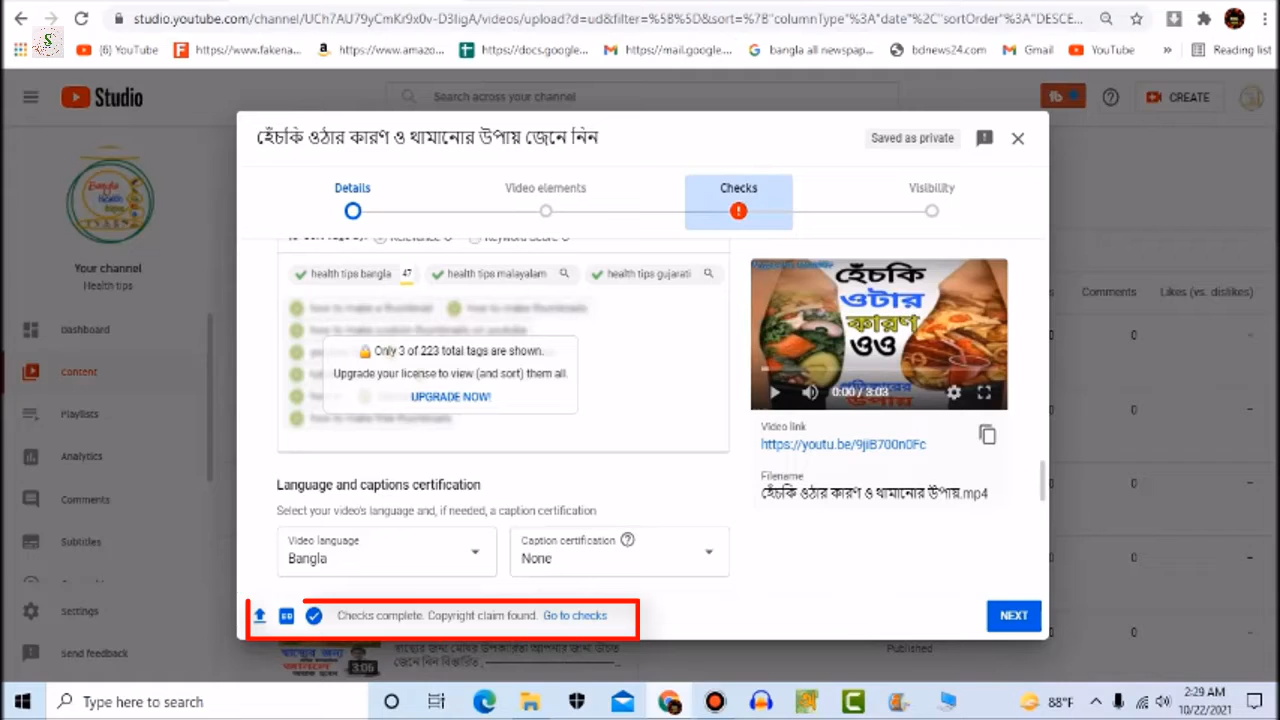 studio.youtube.com/channel/UCh7AU79yCmKr9x0v-D3IigA/videos/upload?d=ud&filter=%5B%5D&sort=%7B"columnType"%3A"date"%2C"sortOrder"%3A"DESCE...
YouTube
https://www.fakena...
https://www.amazo...
https://docs.google...
https://mail.google....
bangla all newspap...
bdnews24.com
Gmail
YouTube
»
Reading list
Studio
Search across your channel
CREATE
হেঁচকি ওঠার কারণ ও থামানোর উপায় জেনে নিন
Saved as private
Details
Video elements
Checks
Visibility
Your channel
Health tips
Dashboard
Content
Playlists
Analytics
Comments
Subtitles
Settings
Send feedback
health tips bangla 47
health tips malayalam
health tips gujarati
Only 3 of 223 total tags are shown.
Upgrade your license to view (and sort) them all.
UPGRADE NOW!
Language and captions certification
Select your video's language and, if needed, a caption certification
Video language
Bangla
Caption certification
None
হেঁচকি
ওটার
কারণ
ওও
0:00 / 3:03
Video link
https://youtu.be/9jiB700n0Fc
Filename
হেঁচকি ওঠার কারণ ও থামানোর উপায়.mp4
Comments
Likes (vs. dislikes)
0
0
0
0
0
Checks complete. Copyright claim found. Go to checks
NEXT
3:06
জেনে নিন বিস্তারিত,
Published
Type here to search
88°F
2:29 AM
10/22/2021